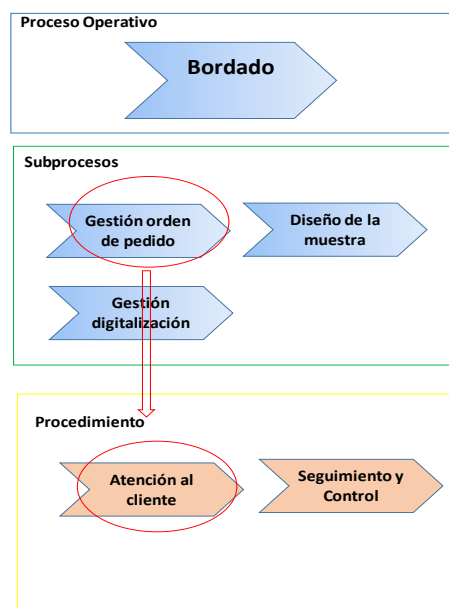 Proceso Operativo
Bordado
Subprocesos
Gestión orden
de pedido
Diseño de la
muestra
Gestión
digitalización
Procedimiento
Atención al
cliente
Seguimiento y
Control